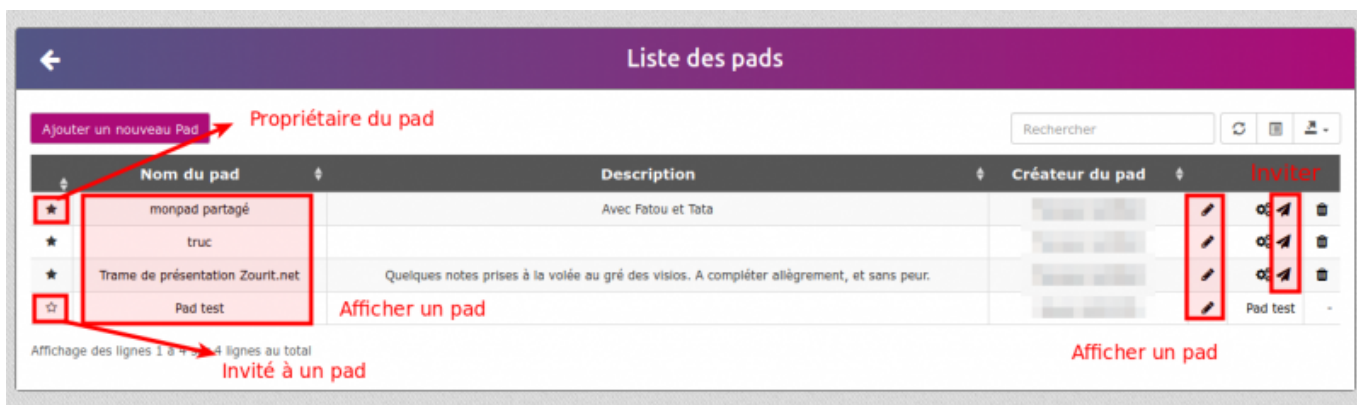 Liste des pads
Ajouter un nouveau Pad
Propriétaire du pad
Rechercher
Nom du pad Description Créateur du pad Inviter
monpad partagé Avec Fatou et Tata
truc
Trame de présentation Zourit.net Quelques notes prises à la volée au gré des visios. A compléter allègrement, et sans peur.
Pad test Afficher un pad Pad test -
Affichage des lignes 1 à 4 4 lignes au total
Afficher un pad
Invité à un pad